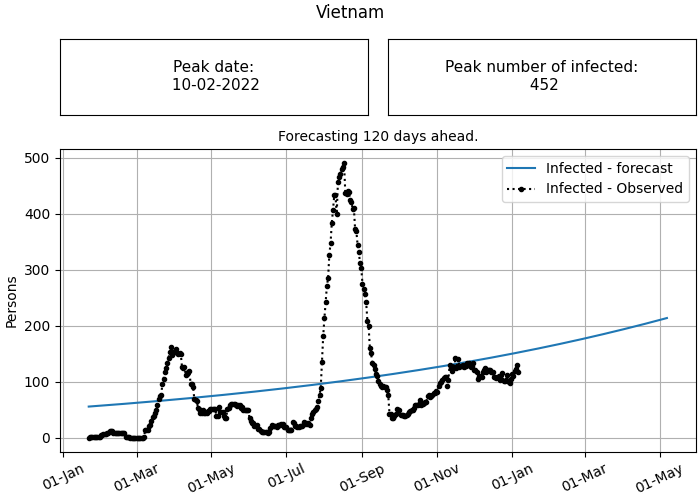 Vietnam
Peak date:
10-02-2022
Peak number of infected:
452
Forecasting 120 days ahead.
500
400
300
200
100
0
Persons
Infected - forecast
Infected - Observed
01-Jan
01-Mar
01-May
01-Jul
01-Sep
01-Nov
01-Jan
01-Mar
01-May